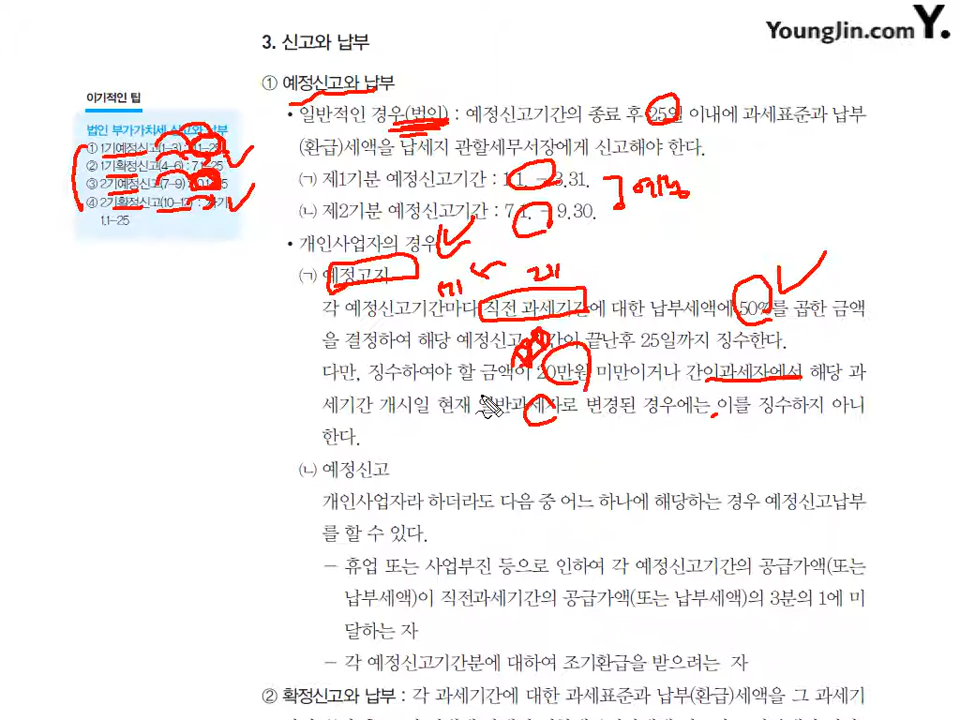 YoungJin.com Y.
3. 신고와 납부
① 예정신고와 납부
이기적인 팁
법인 부가가치세 신고와 납부
① 1기예정신고(1~3) :
② 1기확정신고(4~6) :
③ 2기예정신고(7~9) :
④ 2기확정신고
1.1~25
• 일반적인 경우(법인) : 예정신고기간의 종료 후 25일 이내에 과세표준과 납부
(환급)세액을 납세지 관할세무서장에게 신고해야 한다.
(ㄱ) 제1기분 예정신고기간 : 1.1. ~ 3.31.
(ㄴ) 제2기분 예정신고기간 : 7.1. ~ 9.30.
• 개인사업자의 경우
(ㄱ) 예정고지
1기 ← 2기
각 예정신고기간마다 직전 과세기간에 대한 납부세액에 50%를 곱한 금액
을 결정하여 해당 예정신고 기간이 끝난후 25일까지 징수한다.
다만, 징수하여야 할 금액이 20만원 미만이거나 간이과세자에서 해당 과
세기간 개시일 현재 일반과세자로 변경된 경우에는 이를 징수하지 아니
한다.
(ㄴ) 예정신고
개인사업자라 하더라도 다음 중 어느 하나에 해당하는 경우 예정신고납부
를 할 수 있다.
– 휴업 또는 사업부진 등으로 인하여 각 예정신고기간의 공급가액(또는
납부세액)이 직전과세기간의 공급가액(또는 납부세액)의 3분의 1에 미
달하는 자
– 각 예정신고기간분에 대하여 조기환급을 받으려는 자
② 확정신고와 납부 : 각 과세기간에 대한 과세표준과 납부(환급)세액을 그 과세기